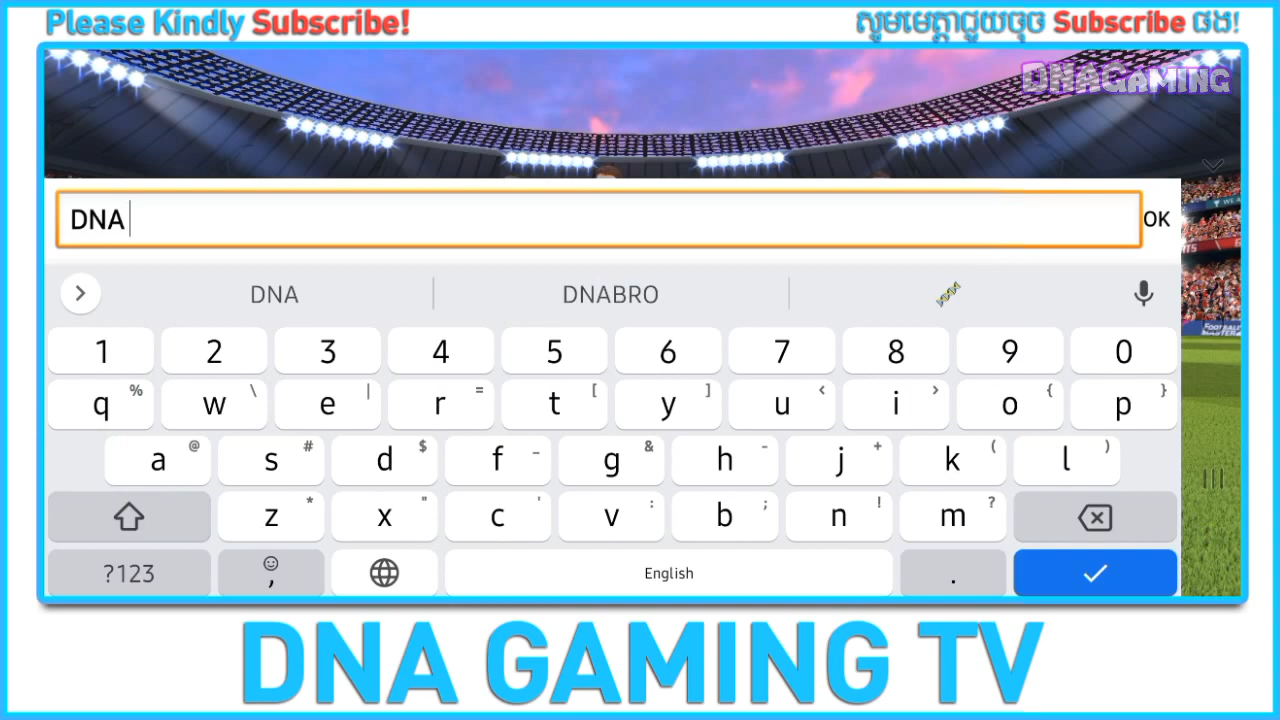 Please Kindly Subscribe!
សូមមេត្តាជួយចុច Subscribe ផង!
DNAGAMING
DNA
OK
DNA DNABRO
1 2 3 4 5 6 7 8 9 0
% \ | = [ ] < > { }
q w e r t y u i o p
@ # $ _ & - + ( )
a s d f g h j k l
* " ' : ; ! ?
z x c v b n m
?123 , English .
FOOTBALL
DNA GAMING TV